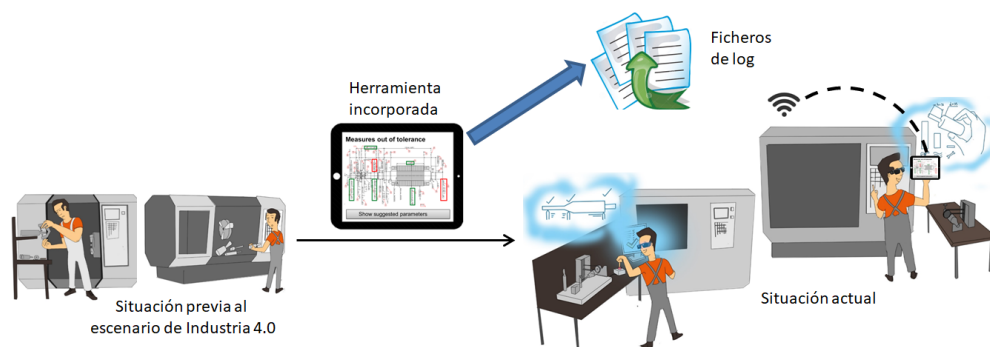 Ficheros
de log
Herramienta
incorporada
Measures out of tolerance
Show suggested parameters
Situación previa al
escenario de Industria 4.0
Situación actual